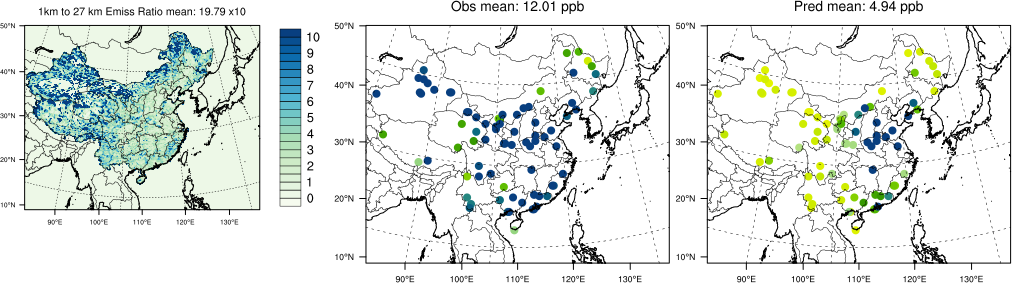 1km to 27 km Emiss Ratio mean: 19.79 x10
50°N
40°N
30°N
20°N
10°N
90°E 100°E 110°E 120°E 130°E
10
9
8
7
6
5
4
3
2
1
0
Obs mean: 12.01 ppb
50°N
40°N
30°N
20°N
10°N
90°E 100°E 110°E 120°E 130°E
Pred mean: 4.94 ppb
50°N
40°N
30°N
20°N
10°N
90°E 100°E 110°E 120°E 130°E